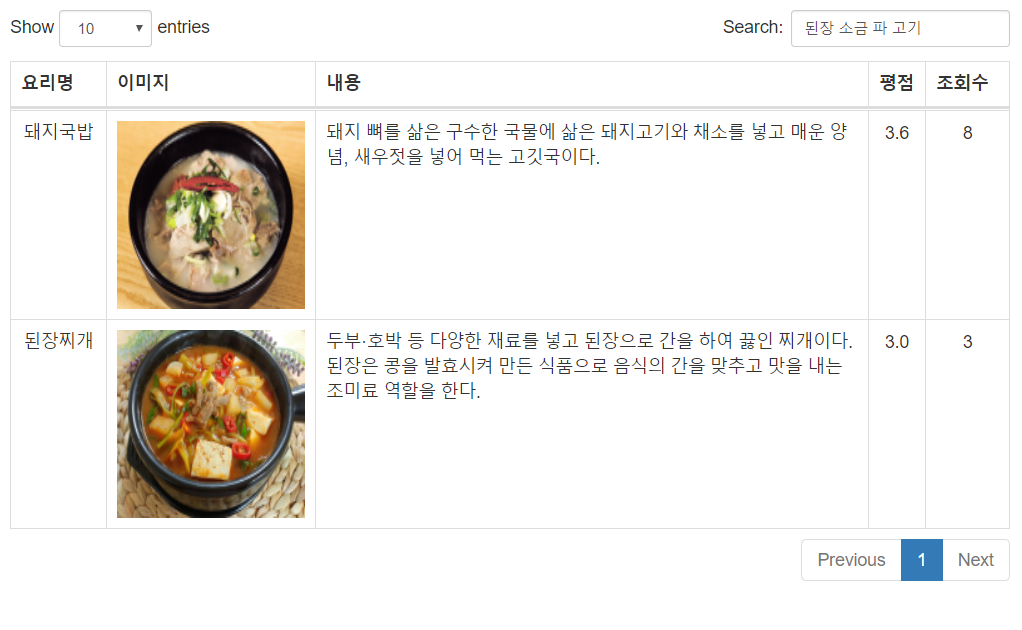 Show 10 entries Search: 된장 소금 파 고기
요리명 이미지 내용 평점 조회수
돼지국밥 돼지 뼈를 삶은 구수한 국물에 삶은 돼지고기와 채소를 넣고 매운 양 3.6 8
념, 새우젓을 넣어 먹는 고깃국이다.
된장찌개 두부·호박 등 다양한 재료를 넣고 된장으로 간을 하여 끓인 찌개이다. 3.0 3
된장은 콩을 발효시켜 만든 식품으로 음식의 간을 맞추고 맛을 내는
조미료 역할을 한다.
Previous 1 Next